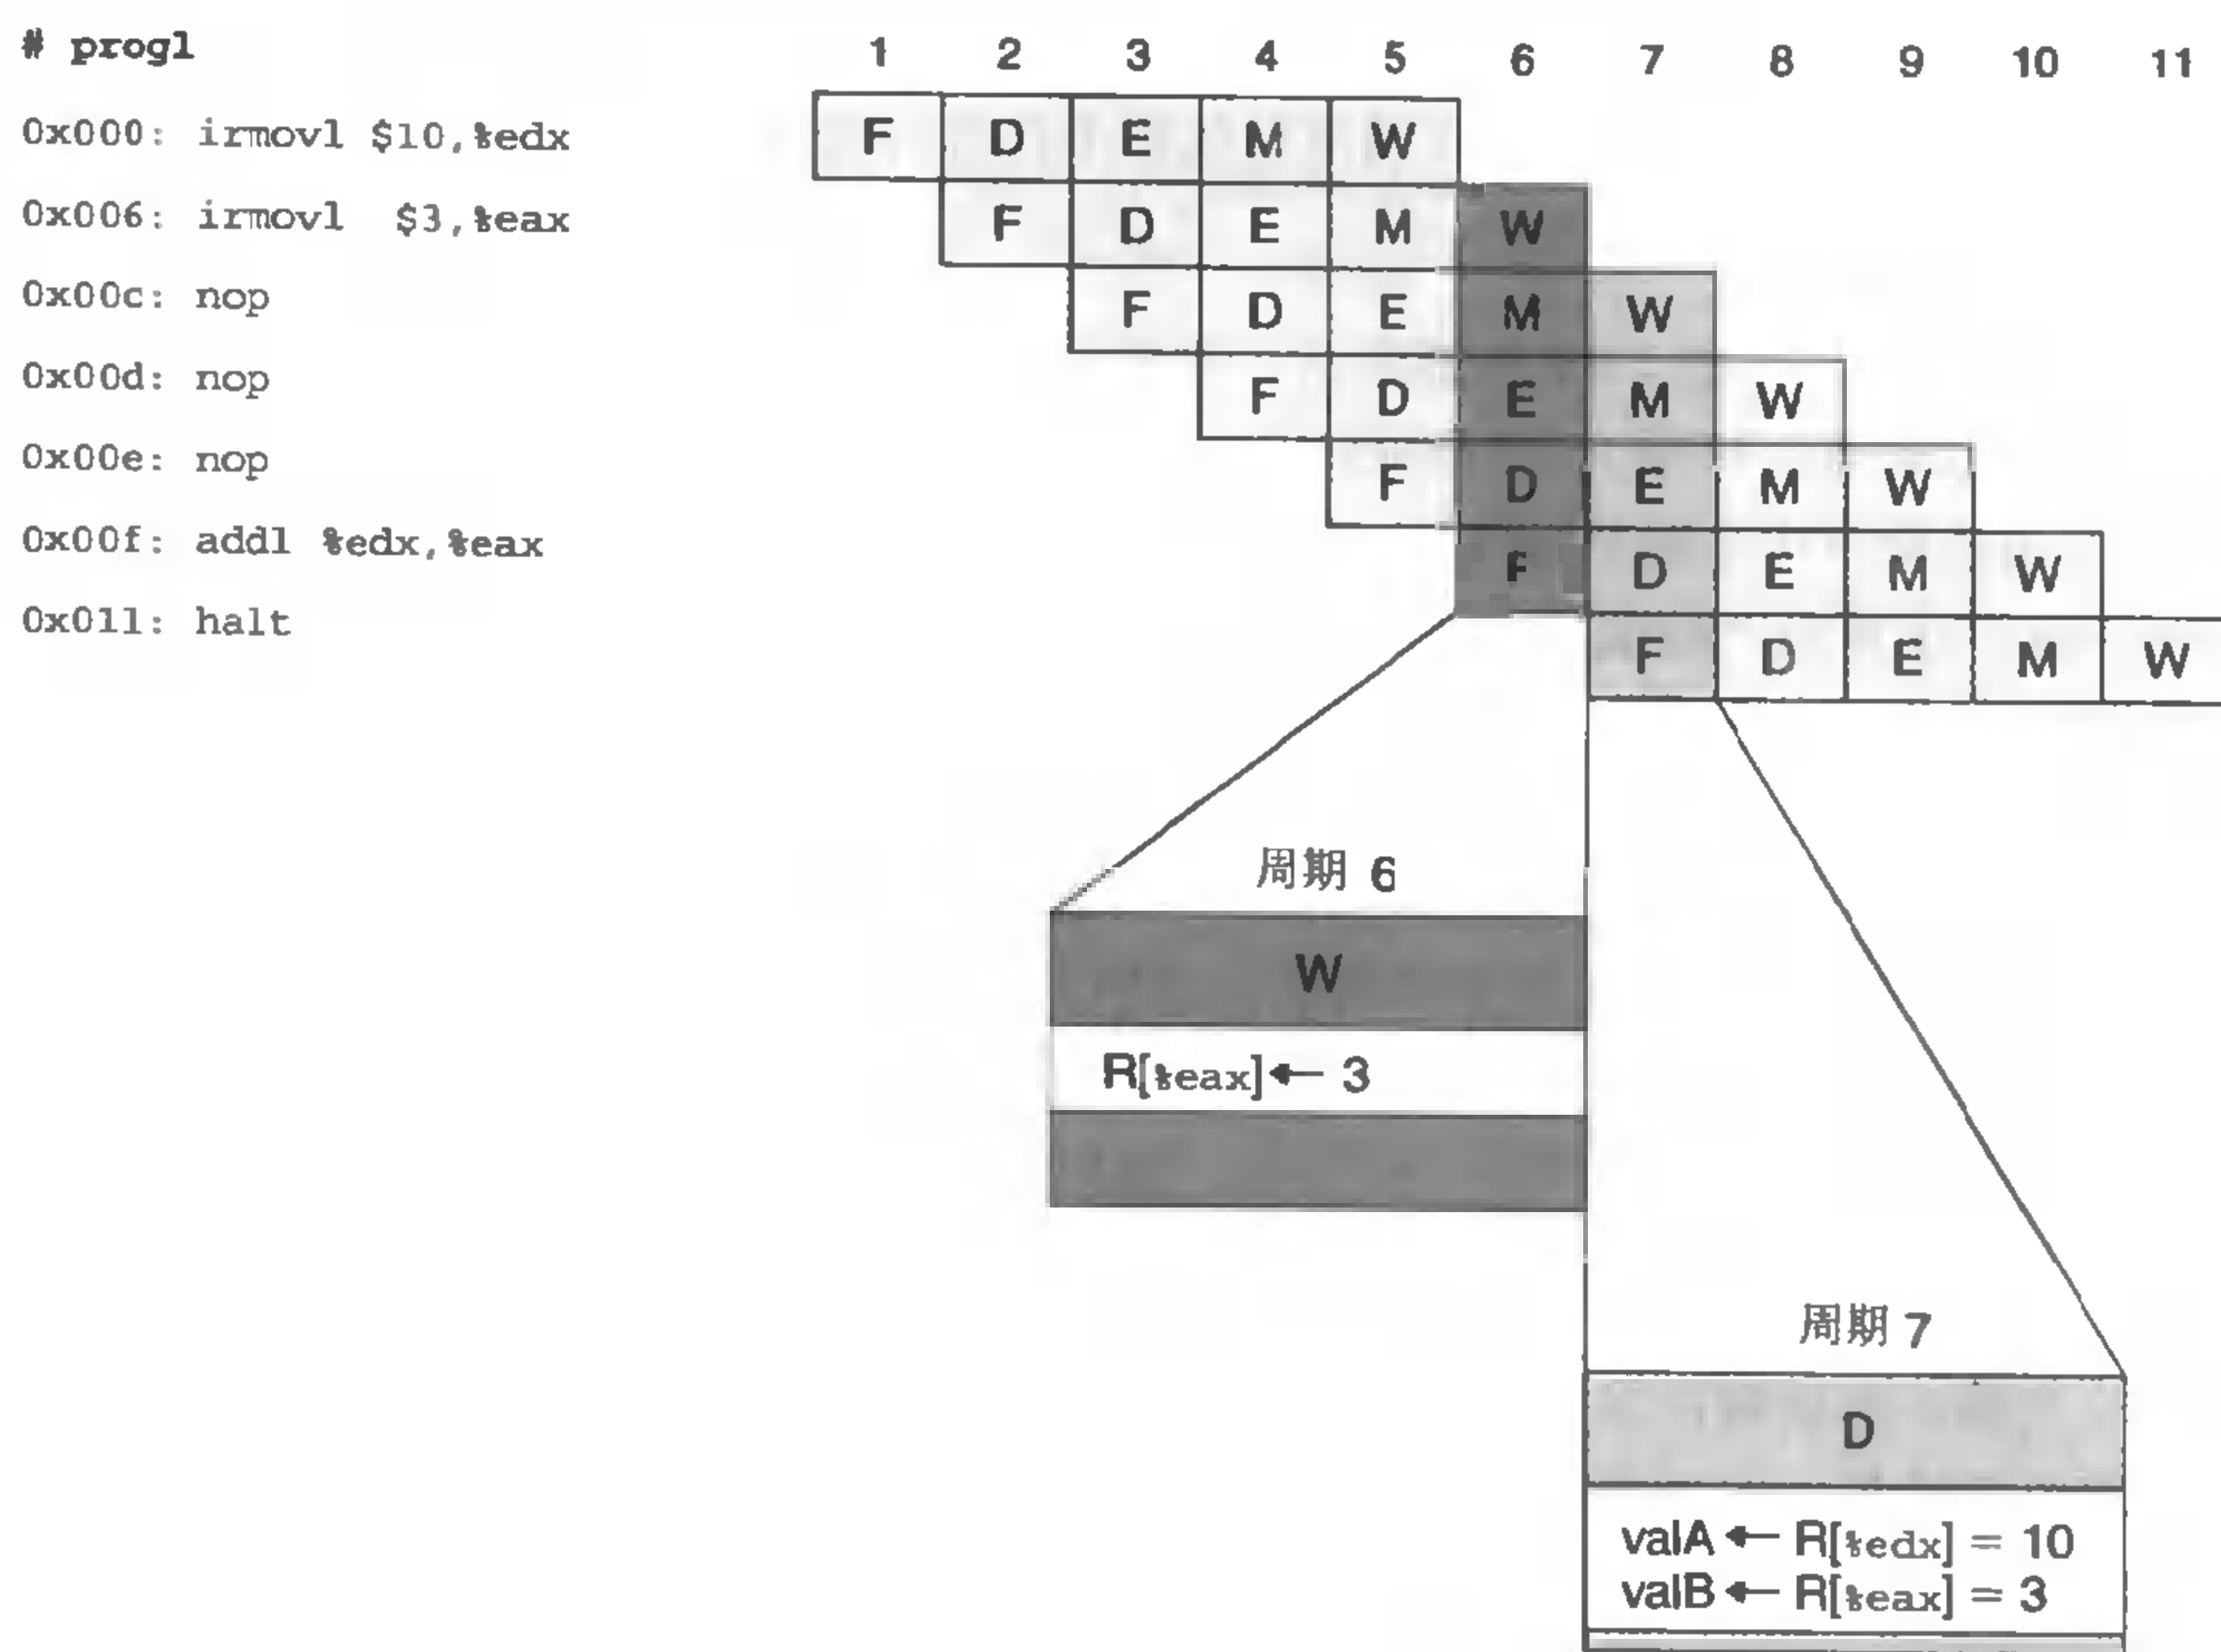 # prog1
1 2 3 4 5 6 7 8 9 10 11
0x000: irmovl $10,%edx F D E M W
0x006: irmovl $3,%eax F D E M W
0x00c: nop F D E M W
0x00d: nop F D E M W
0x00e: nop F D E M W
0x00f: addl %edx,%eax F D E M W
0x011: halt F D E M W
周期 6
W
R[%eax]← 3
周期 7
D
valA ← R[%edx] = 10
valB ← R[%eax] = 3